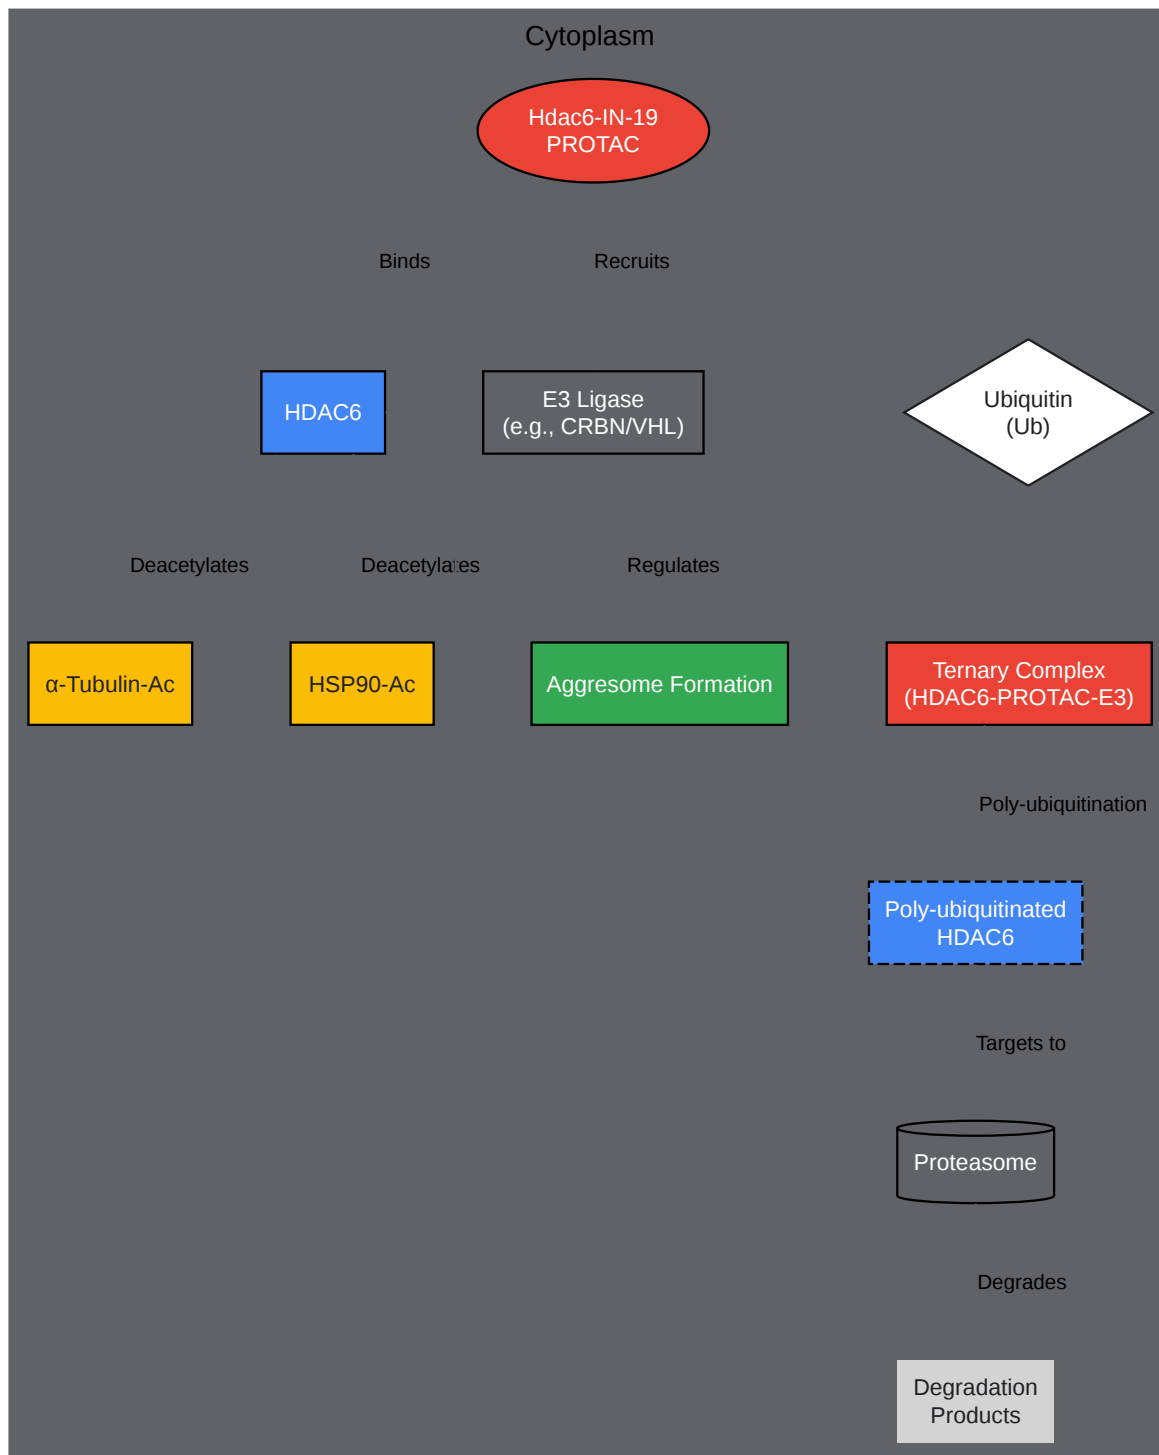 Cytoplasm
Hdac6-IN-19
PROTAC
Binds
Recruits
HDAC6
E3 Ligase
(e.g., CRBN/VHL)
Ubiquitin
(Ub)
Deacetylates
Deacetylates
Regulates
α-Tubulin-Ac
HSP90-Ac
Aggresome Formation
Ternary Complex
(HDAC6-PROTAC-E3)
Poly-ubiquitination
Poly-ubiquitinated
HDAC6
Targets to
Proteasome
Degrades
Degradation
Products